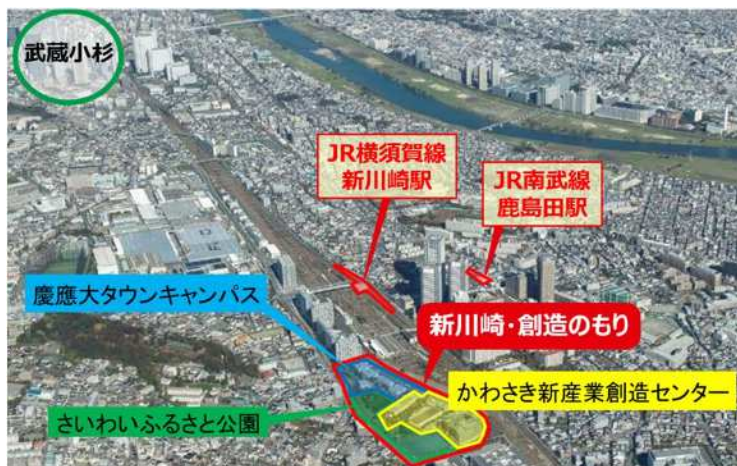 武蔵小杉
JR横須賀線
新川崎駅
JR南武線
鹿島田駅
慶應大タウンキャンパス
新川崎・創造のもり
かわさき新産業創造センター
さいわいふるさと公園